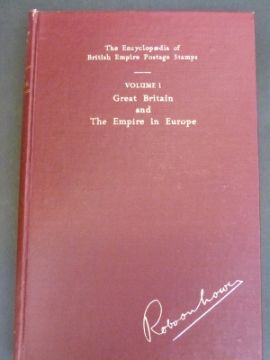 The Encyclopædia of
British Empire Postage Stamps
VOLUME I
Great Britain
and
The Empire in Europe
Robson Lowe